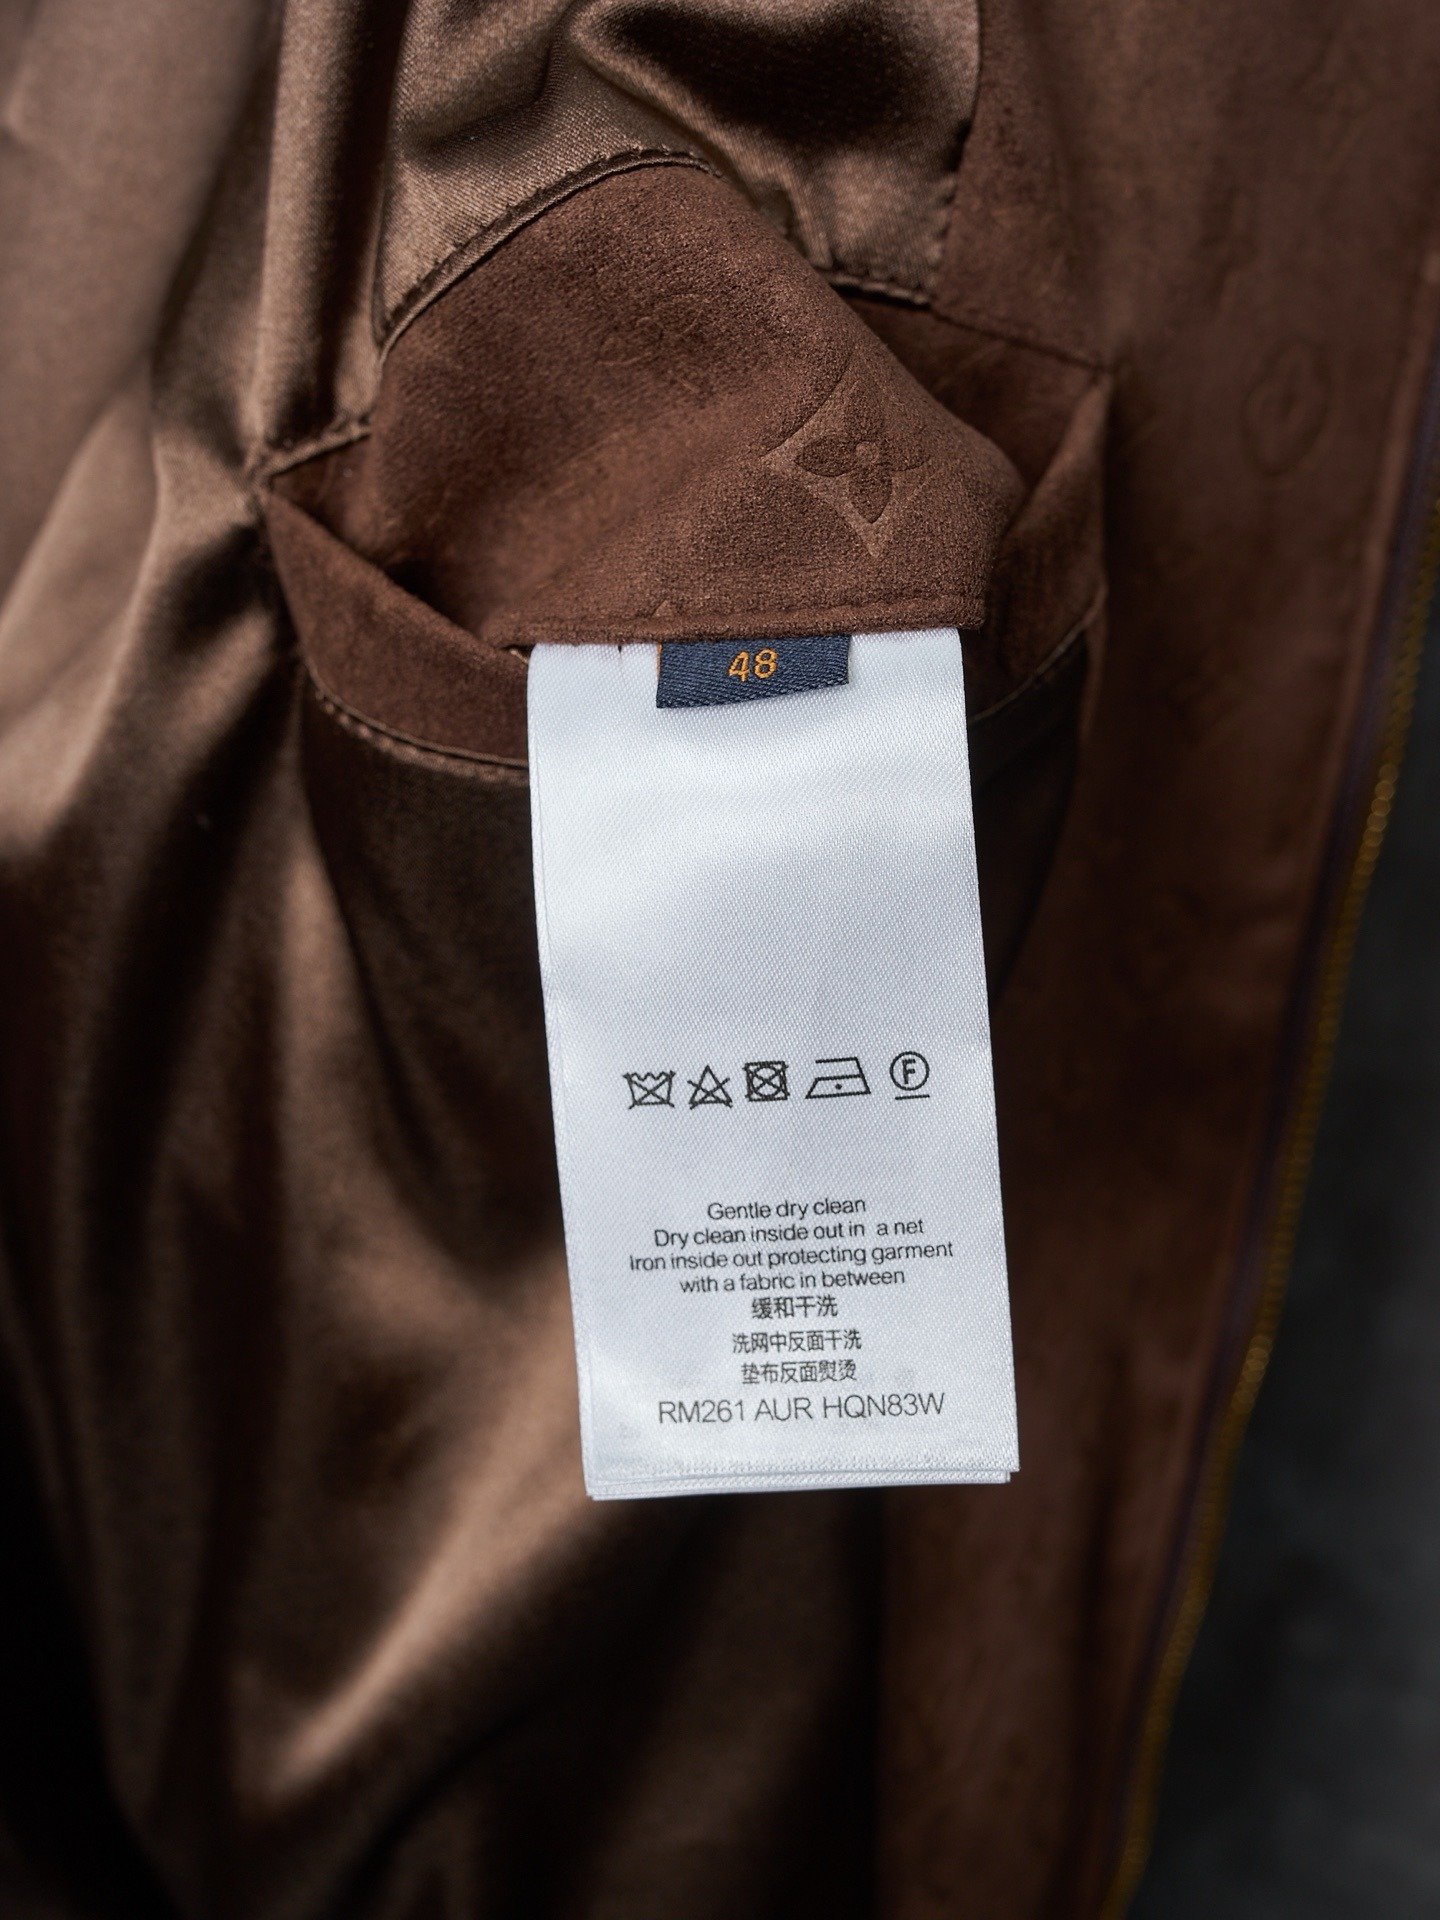 48
F
Gentle dry clean
Dry clean inside out in a net
Iron inside out protecting garment
with a fabric in between
缓和干洗
洗网中反面干洗
垫布反面熨烫
RM261 AUR HQN83W